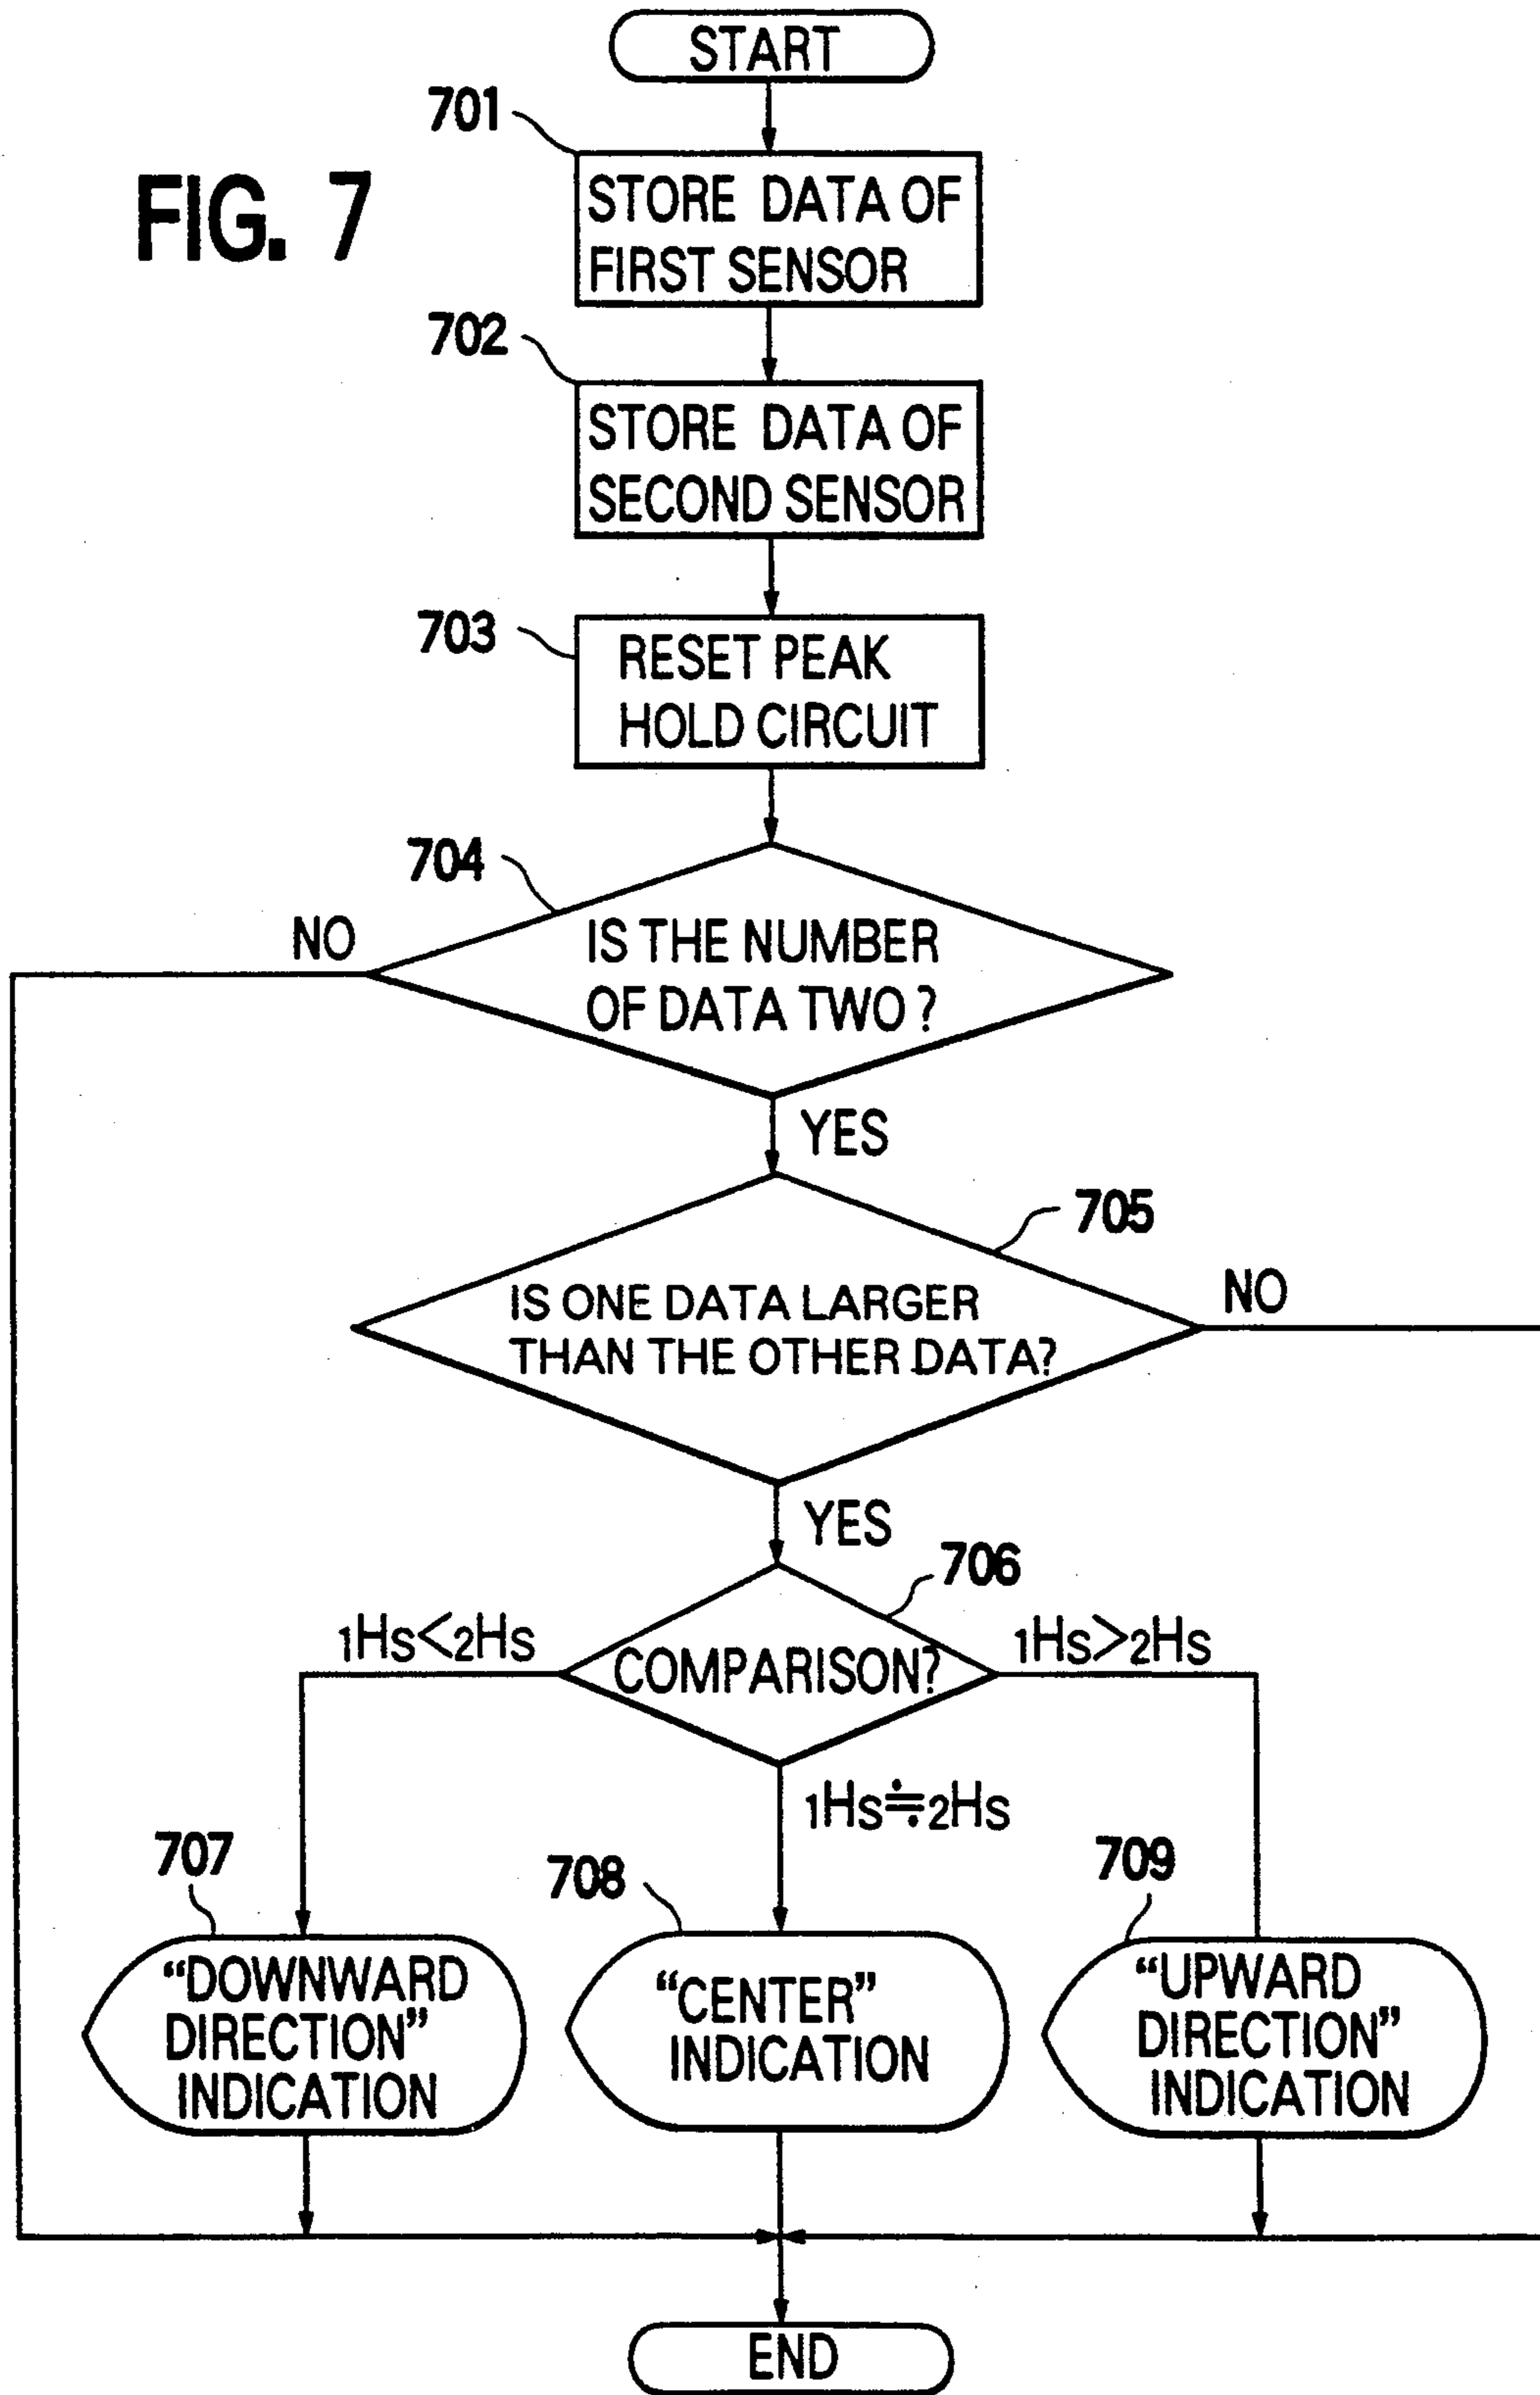 START
701
FIG. 7
STORE DATA OF
FIRST SENSOR
702
STORE DATA OF
SECOND SENSOR
703
RESET PEAK
HOLD CIRCUIT
704
NO
IS THE NUMBER
OF DATA TWO?
YES
705
IS ONE DATA LARGER
THAN THE OTHER DATA?
NO
YES
706
1HS<2HS
COMPARISON?
1HS>2HS
1HS≒2HS
707
708
709
“DOWNWARD
DIRECTION”
INDICATION
“CENTER”
INDICATION
“UPWARD
DIRECTION”
INDICATION
END